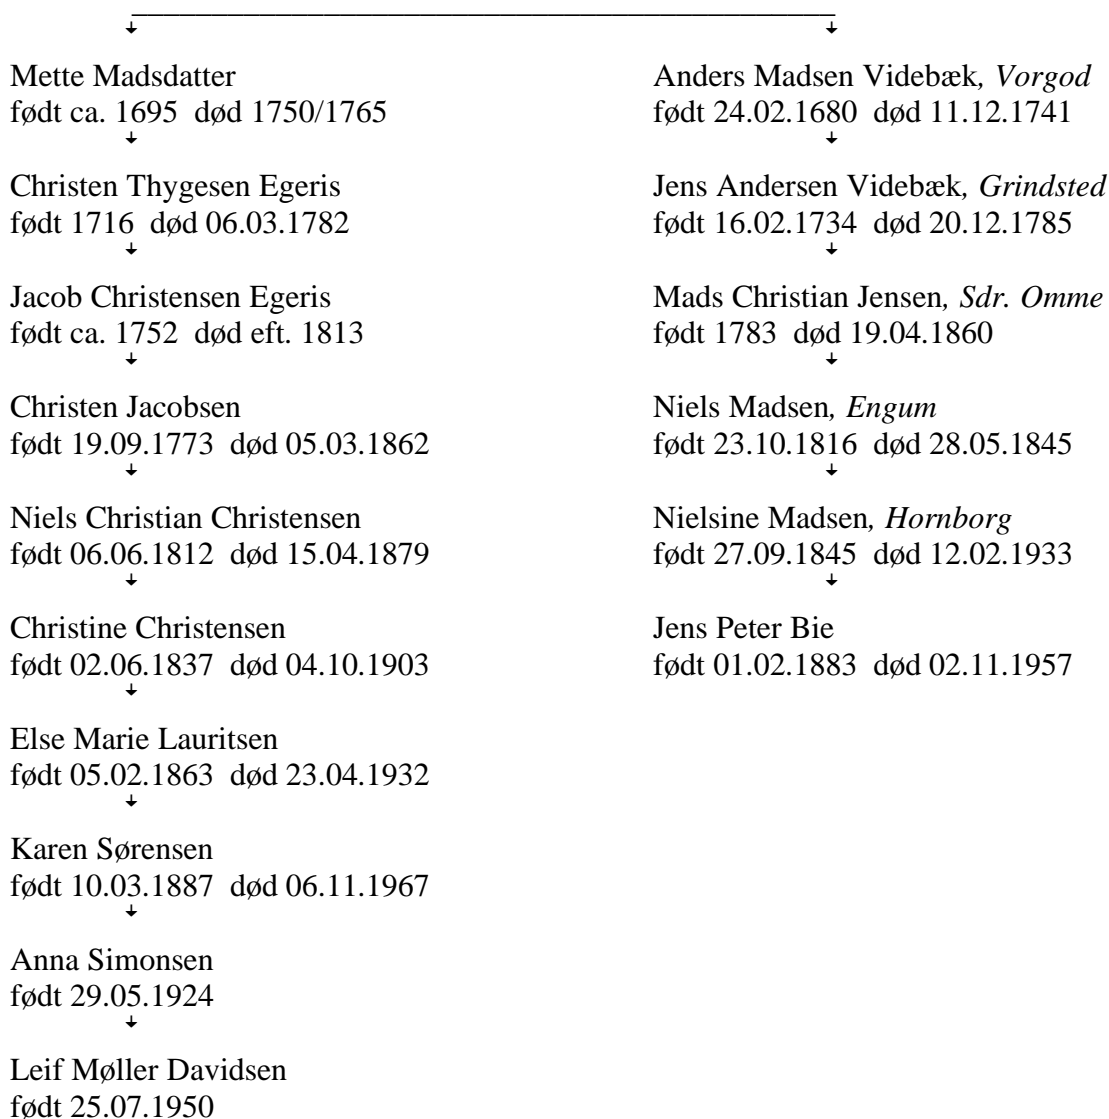 Mette Madsdatter
født ca. 1695  død 1750/1765
Christen Thygesen Egeris
født 1716  død 06.03.1782
Jacob Christensen Egeris
født ca. 1752  død eft. 1813
Christen Jacobsen
født 19.09.1773  død 05.03.1862
Niels Christian Christensen
født 06.06.1812  død 15.04.1879
Christine Christensen
født 02.06.1837  død 04.10.1903
Else Marie Lauritsen
født 05.02.1863  død 23.04.1932
Karen Sørensen
født 10.03.1887  død 06.11.1967
Anna Simonsen
født 29.05.1924
Leif Møller Davidsen
født 25.07.1950
Anders Madsen Videbæk, Vorgod
født 24.02.1680  død 11.12.1741
Jens Andersen Videbæk, Grindsted
født 16.02.1734  død 20.12.1785
Mads Christian Jensen, Sdr. Omme
født 1783  død 19.04.1860
Niels Madsen, Engum
født 23.10.1816  død 28.05.1845
Nielsine Madsen, Hornborg
født 27.09.1845  død 12.02.1933
Jens Peter Bie
født 01.02.1883  død 02.11.1957